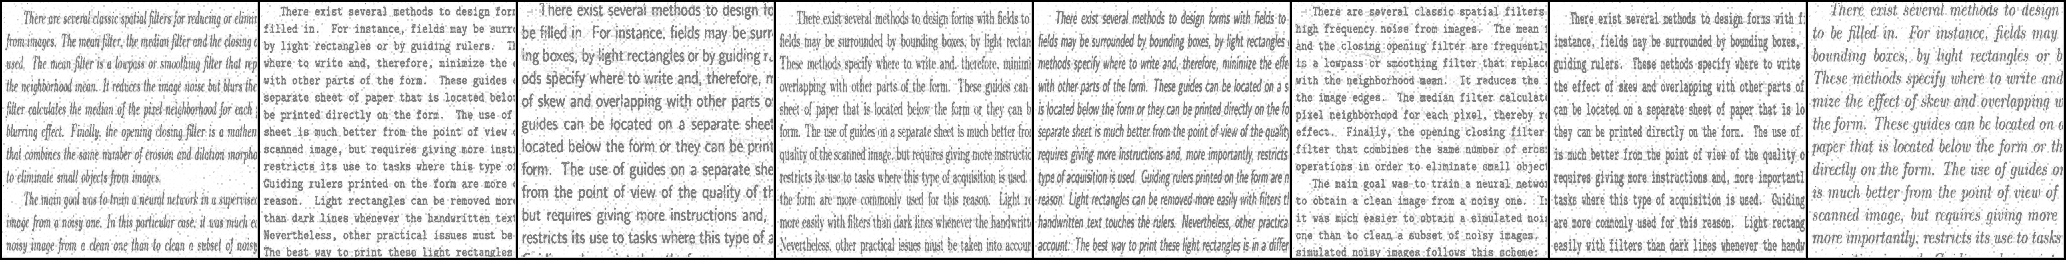 There are several classic spatial filters for reducing or elimin
from images. The mean filter, the median filter and the closing o
used. The mean filter is a lowpass or smoothing filter that repl
the neighborhood mean. It reduces the image noise but blurs the
filter calculates the median of the pixel neighborhood for each
blurring effect. Finally, the opening closing filter is a mathem
that combines the same number of erosion and dilation morpho
to eliminate small objects from images.
The main goal was to train a neural network in a supervised
image from a noisy one. In this particular case, it was much ea
noisy image from a clean one than to clean a subset of noisy
There exist several methods to design for
filled in. For instance, fields may be surr
by light rectangles or by guiding rulers. T
where to write and, therefore, minimize the
with other parts of the form. These guides
separate sheet of paper that is located belo
be printed directly on the form. The use of
sheet is much better from the point of view
scanned image, but requires giving more inst
restricts its use to tasks where this type o
Guiding rulers printed on the form are more
reason. Light rectangles can be removed more
than dark lines whenever the handwritten text
Nevertheless, other practical issues must be
The best way to print these light rectangles
There exist several methods to design fo
be filled in. For instance, fields may be surr
ing boxes, by light rectangles or by guiding r
ods specify where to write and, therefore, m
of skew and overlapping with other parts o
guides can be located on a separate sheet
located below the form or they can be print
form. The use of guides on a separate she
from the point of view of the quality of th
but requires giving more instructions and,
restricts its use to tasks where this type of a
There exist several methods to design forms with fields to
fields may be surrounded by bounding boxes, by light rectan
These methods specify where to write and, therefore, minimi
overlapping with other parts of the form. These guides can
sheet of paper that is located below the form or they can b
form. The use of guides on a separate sheet is much better fro
quality of the scanned image, but requires giving more instructio
restricts its use to tasks where this type of acquisition is used.
the form are more commonly used for this reason. Light re
more easily with filters than dark lines whenever the handwritt
Nevertheless, other practical issues must be taken into accoun
There exist several methods to design forms with fields to
fields may be surrounded by bounding boxes, by light rectangles
methods specify where to write and, therefore, minimize the effe
with other parts of the form. These guides can be located on a s
is located below the form or they can be printed directly on the fo
separate sheet is much better from the point of view of the quality
requires giving more instructions and, more importantly, restricts
type of acquisition is used. Guiding rulers printed on the form are n
reason. Light rectangles can be removed more easily with filters t
handwritten text touches the rulers. Nevertheless, other practica
account: The best way to print these light rectangles is in a differ
There are several classic spatial filters
high frequency noise from images. The mean
and the closing opening filter are frequentl
is a lowpass or smoothing filter that replac
with the neighborhood mean. It reduces the
the image edges. The median filter calculat
pixel neighborhood for each pixel, thereby r
effect. Finally, the opening closing filter
filter that combines the same number of eros
operations in order to eliminate small object
The main goal was to train a neural networ
to obtain a clean image from a noisy one. I
it was much easier to obtain a simulated noi
one than to clean a subset of noisy images.
simulated noisy images follows this scheme:
There exist several methods to design forms with f
instance, fields may be surrounded by bounding boxes,
guiding rulers. These methods specify where to write
the effect of skew and overlapping with other parts of
can be located on a separate sheet of paper that is lo
they can be printed directly on the form. The use of
is much better from the point of view of the quality o
requires giving more instructions and, more importantl
tasks where this type of acquisition is used. Guiding
are more commonly used for this reason. Light rectang
easily with filters than dark lines whenever the handw
There exist several methods to design
to be filled in. For instance, fields may
bounding boxes, by light rectangles or b
These methods specify where to write and
mize the effect of skew and overlapping w
the form. These guides can be located on a
paper that is located below the form or th
directly on the form. The use of guides on
is much better from the point of view of
scanned image, but requires giving more
more importantly, restricts its use to tasks